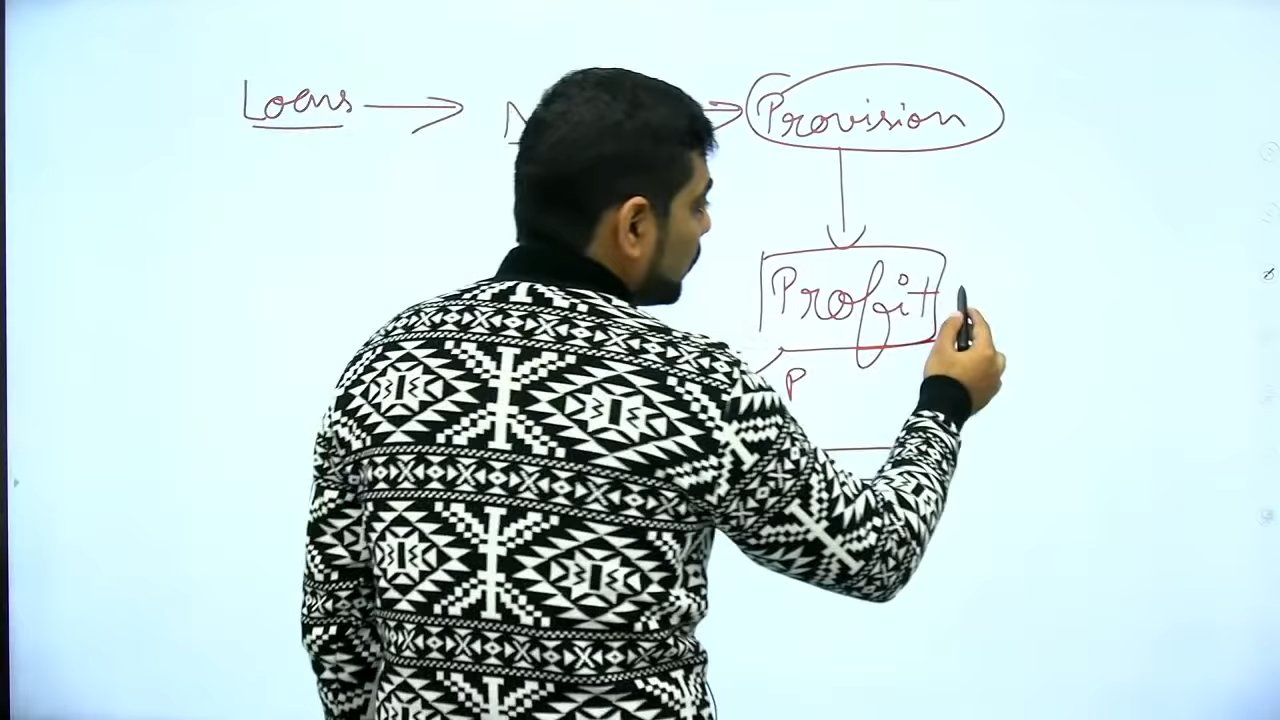 Loans → N → Provision
Profit
P